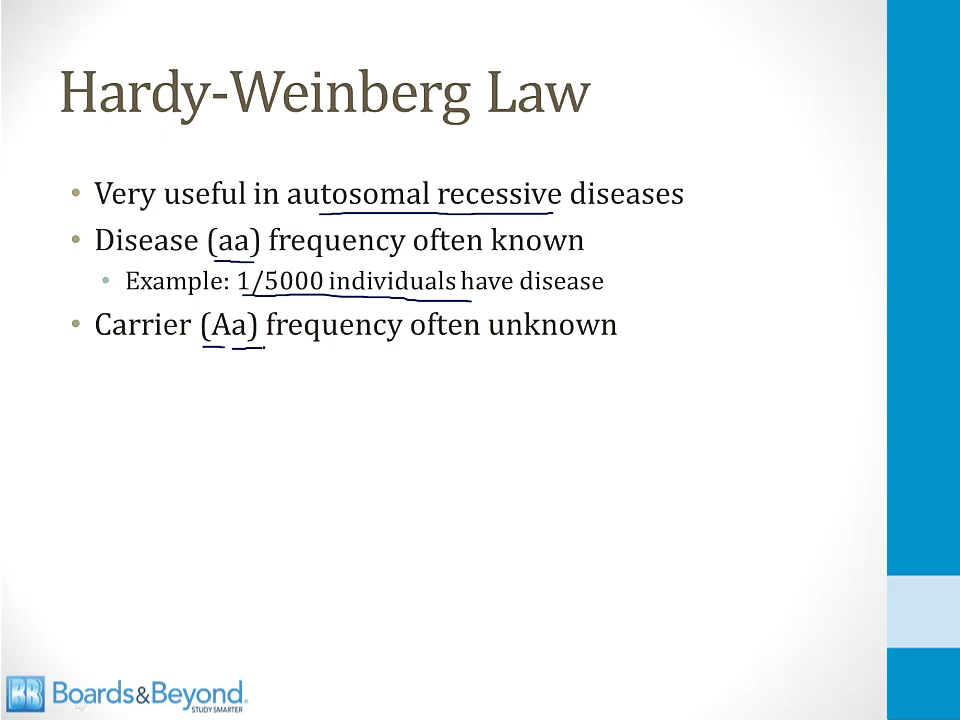 Hardy-Weinberg Law
• Very useful in autosomal recessive diseases
• Disease (aa) frequency often known
• Example: 1/5000 individuals have disease
• Carrier (Aa) frequency often unknown
BB Boards&Beyond.
STUDY SMARTER